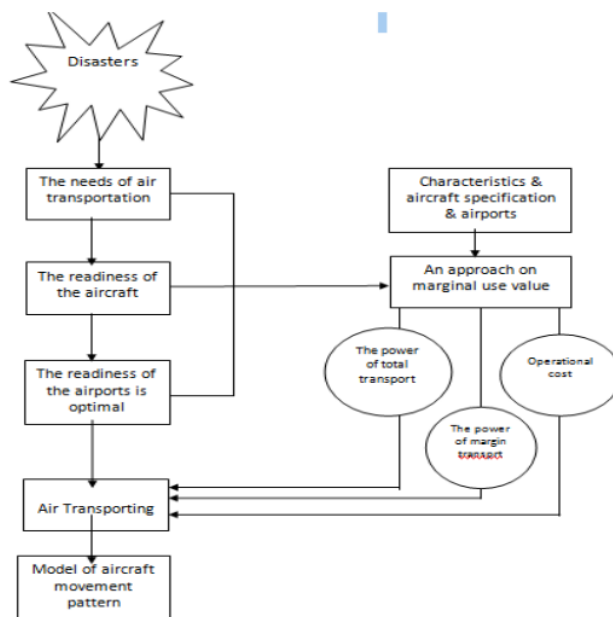 Disasters
The needs of air
transportation
Characteristics &
aircraft specification
& airports
The readiness of
the aircraft
An approach on
marginal use value
The readiness
of the airports is
optimal
The power
of total
transport
Operational
cost
The power
of margin
transport
Air Transporting
Model of aircraft
movement
pattern